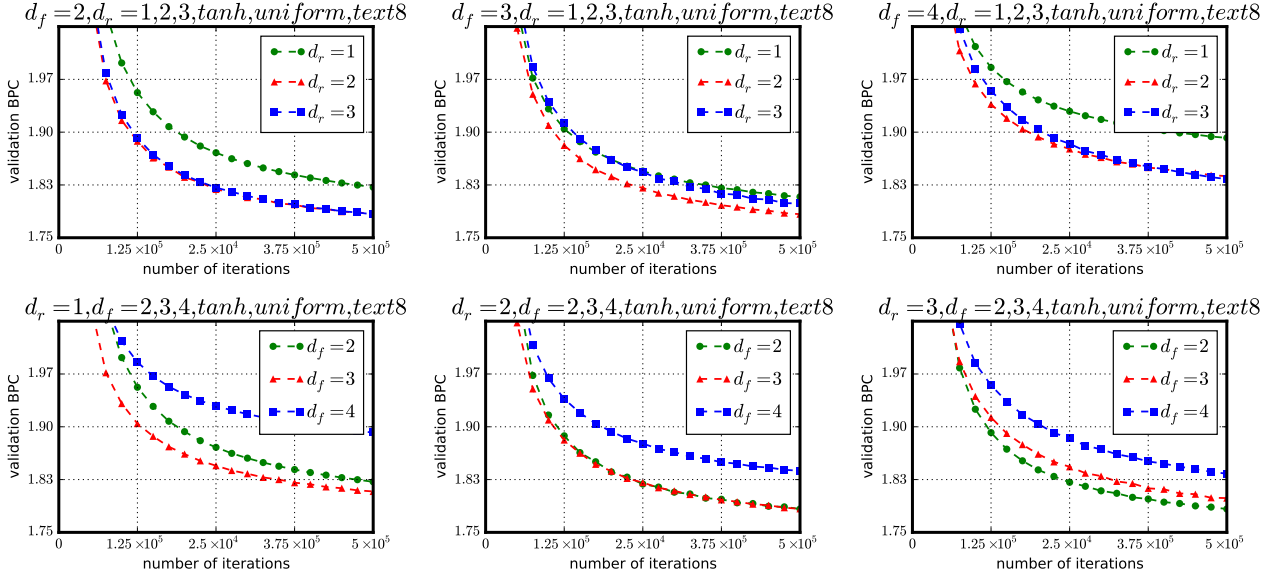 d_f = 2, d_r = 1,2,3, tanh, uniform, text8
validation BPC
1.97
1.90
1.83
1.75
0
1.25 ×10^5
2.5 ×10^4
3.75 ×10^5
5 ×10^5
number of iterations
d_r = 1
d_r = 2
d_r = 3
d_f = 3, d_r = 1,2,3, tanh, uniform, text8
validation BPC
1.97
1.90
1.83
1.75
0
1.25 ×10^5
2.5 ×10^4
3.75 ×10^5
5 ×10^5
number of iterations
d_r = 1
d_r = 2
d_r = 3
d_f = 4, d_r = 1,2,3, tanh, uniform, text8
validation BPC
1.97
1.90
1.83
1.75
0
1.25 ×10^5
2.5 ×10^4
3.75 ×10^5
5 ×10^5
number of iterations
d_r = 1
d_r = 2
d_r = 3
d_r = 1, d_f = 2,3,4, tanh, uniform, text8
validation BPC
1.97
1.90
1.83
1.75
0
1.25 ×10^5
2.5 ×10^4
3.75 ×10^5
5 ×10^5
number of iterations
d_f = 2
d_f = 3
d_f = 4
d_r = 2, d_f = 2,3,4, tanh, uniform, text8
validation BPC
1.97
1.90
1.83
1.75
0
1.25 ×10^5
2.5 ×10^4
3.75 ×10^5
5 ×10^5
number of iterations
d_f = 2
d_f = 3
d_f = 4
d_r = 3, d_f = 2,3,4, tanh, uniform, text8
validation BPC
1.97
1.90
1.83
1.75
0
1.25 ×10^5
2.5 ×10^4
3.75 ×10^5
5 ×10^5
number of iterations
d_f = 2
d_f = 3
d_f = 4